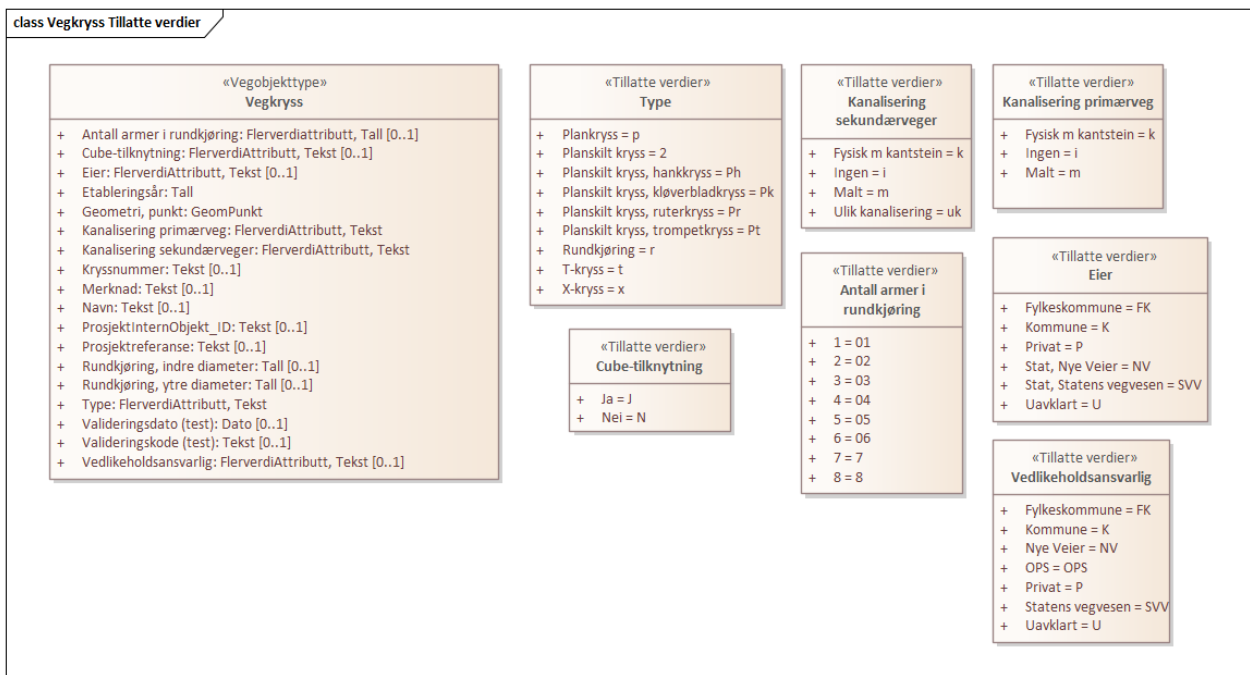 class Vegkryss Tillatte verdier
«Vegobjekttype»
Vegkryss
+ Antall armer i rundkjøring: Flerverdiattributt, Tall [0..1]
+ Cube-tilknytning: FlerverdiAttributt, Tekst [0..1]
+ Eier: FlerverdiAttributt, Tekst [0..1]
+ Etableringsår: Tall
+ Geometri, punkt: GeomPunkt
+ Kanalisering primærveg: FlerverdiAttributt, Tekst
+ Kanalisering sekundærveger: FlerverdiAttributt, Tekst
+ Kryssnummer: Tekst [0..1]
+ Merknad: Tekst [0..1]
+ Navn: Tekst [0..1]
+ ProsjektInternObjekt_ID: Tekst [0..1]
+ Prosjektreferanse: Tekst [0..1]
+ Rundkjøring, indre diameter: Tall [0..1]
+ Rundkjøring, ytre diameter: Tall [0..1]
+ Type: FlerverdiAttributt, Tekst
+ Valideringsdato (test): Dato [0..1]
+ Valideringskode (test): Tekst [0..1]
+ Vedlikeholdsansvarlig: FlerverdiAttributt, Tekst [0..1]
«Tillatte verdier»
Type
+ Plankryss = p
+ Planskilt kryss = 2
+ Planskilt kryss, hankkryss = Ph
+ Planskilt kryss, kløverbladkryss = Pk
+ Planskilt kryss, ruterkryss = Pr
+ Planskilt kryss, trompetkryss = Pt
+ Rundkjøring = r
+ T-kryss = t
+ X-kryss = x
«Tillatte verdier»
Cube-tilknytning
+ Ja = J
+ Nei = N
«Tillatte verdier»
Kanalisering
sekundærveger
+ Fysisk m kantstein = k
+ Ingen = i
+ Malt = m
+ Ulik kanalisering = uk
«Tillatte verdier»
Antall armer i
rundkjøring
+ 1 = 01
+ 2 = 02
+ 3 = 03
+ 4 = 04
+ 5 = 05
+ 6 = 06
+ 7 = 7
+ 8 = 8
«Tillatte verdier»
Kanalisering primærveg
+ Fysisk m kantstein = k
+ Ingen = i
+ Malt = m
«Tillatte verdier»
Eier
+ Fylkeskommune = FK
+ Kommune = K
+ Privat = P
+ Stat, Nye Veier = NV
+ Stat, Statens vegvesen = SVV
+ Uavklart = U
«Tillatte verdier»
Vedlikeholdsansvarlig
+ Fylkeskommune = FK
+ Kommune = K
+ Nye Veier = NV
+ OPS = OPS
+ Privat = P
+ Statens vegvesen = SVV
+ Uavklart = U